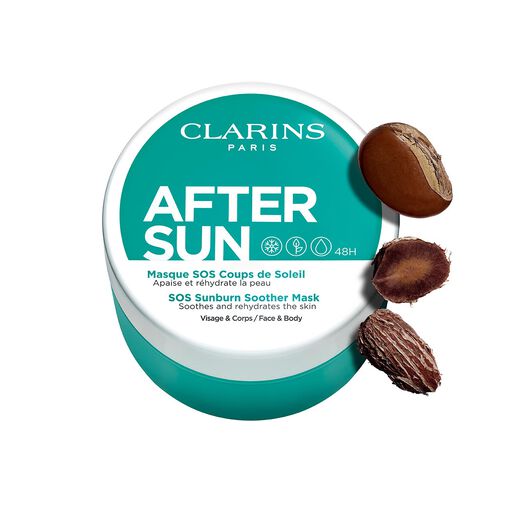 CLARINS
PARIS
AFTER
SUN
48H
Masque SOS Coups de Soleil
Apaise et réhydrate la peau
SOS Sunburn Soother Mask
Soothes and rehydrates the skin
Visage & Corps / Face & Body